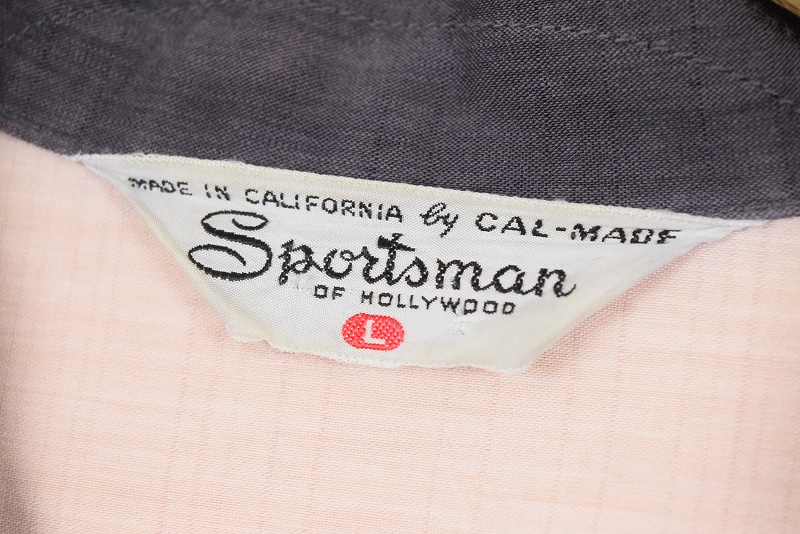 MADE IN CALIFORNIA by CAL-MADE
Sportsman
OF HOLLYWOOD
L